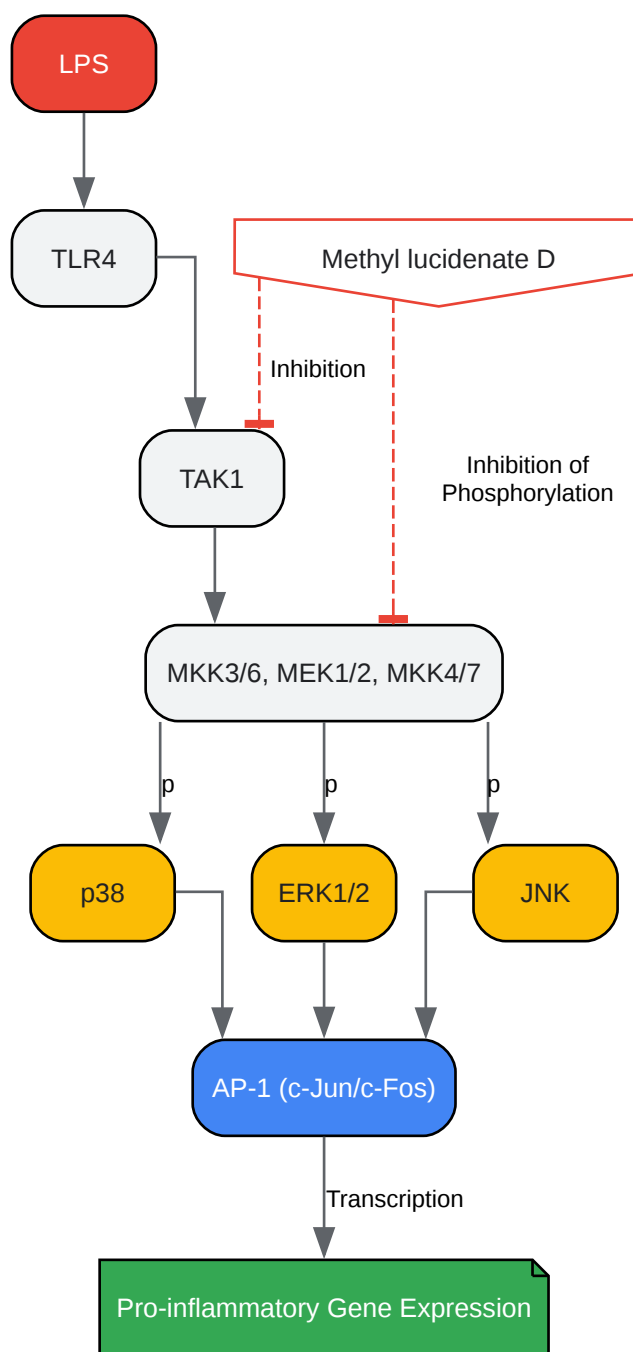 LPS
TLR4
Methyl lucidenate D
Inhibition
TAK1
Inhibition of
Phosphorylation
MKK3/6, MEK1/2, MKK4/7
p
p
p
p38
ERK1/2
JNK
AP-1 (c-Jun/c-Fos)
Transcription
Pro-inflammatory Gene Expression